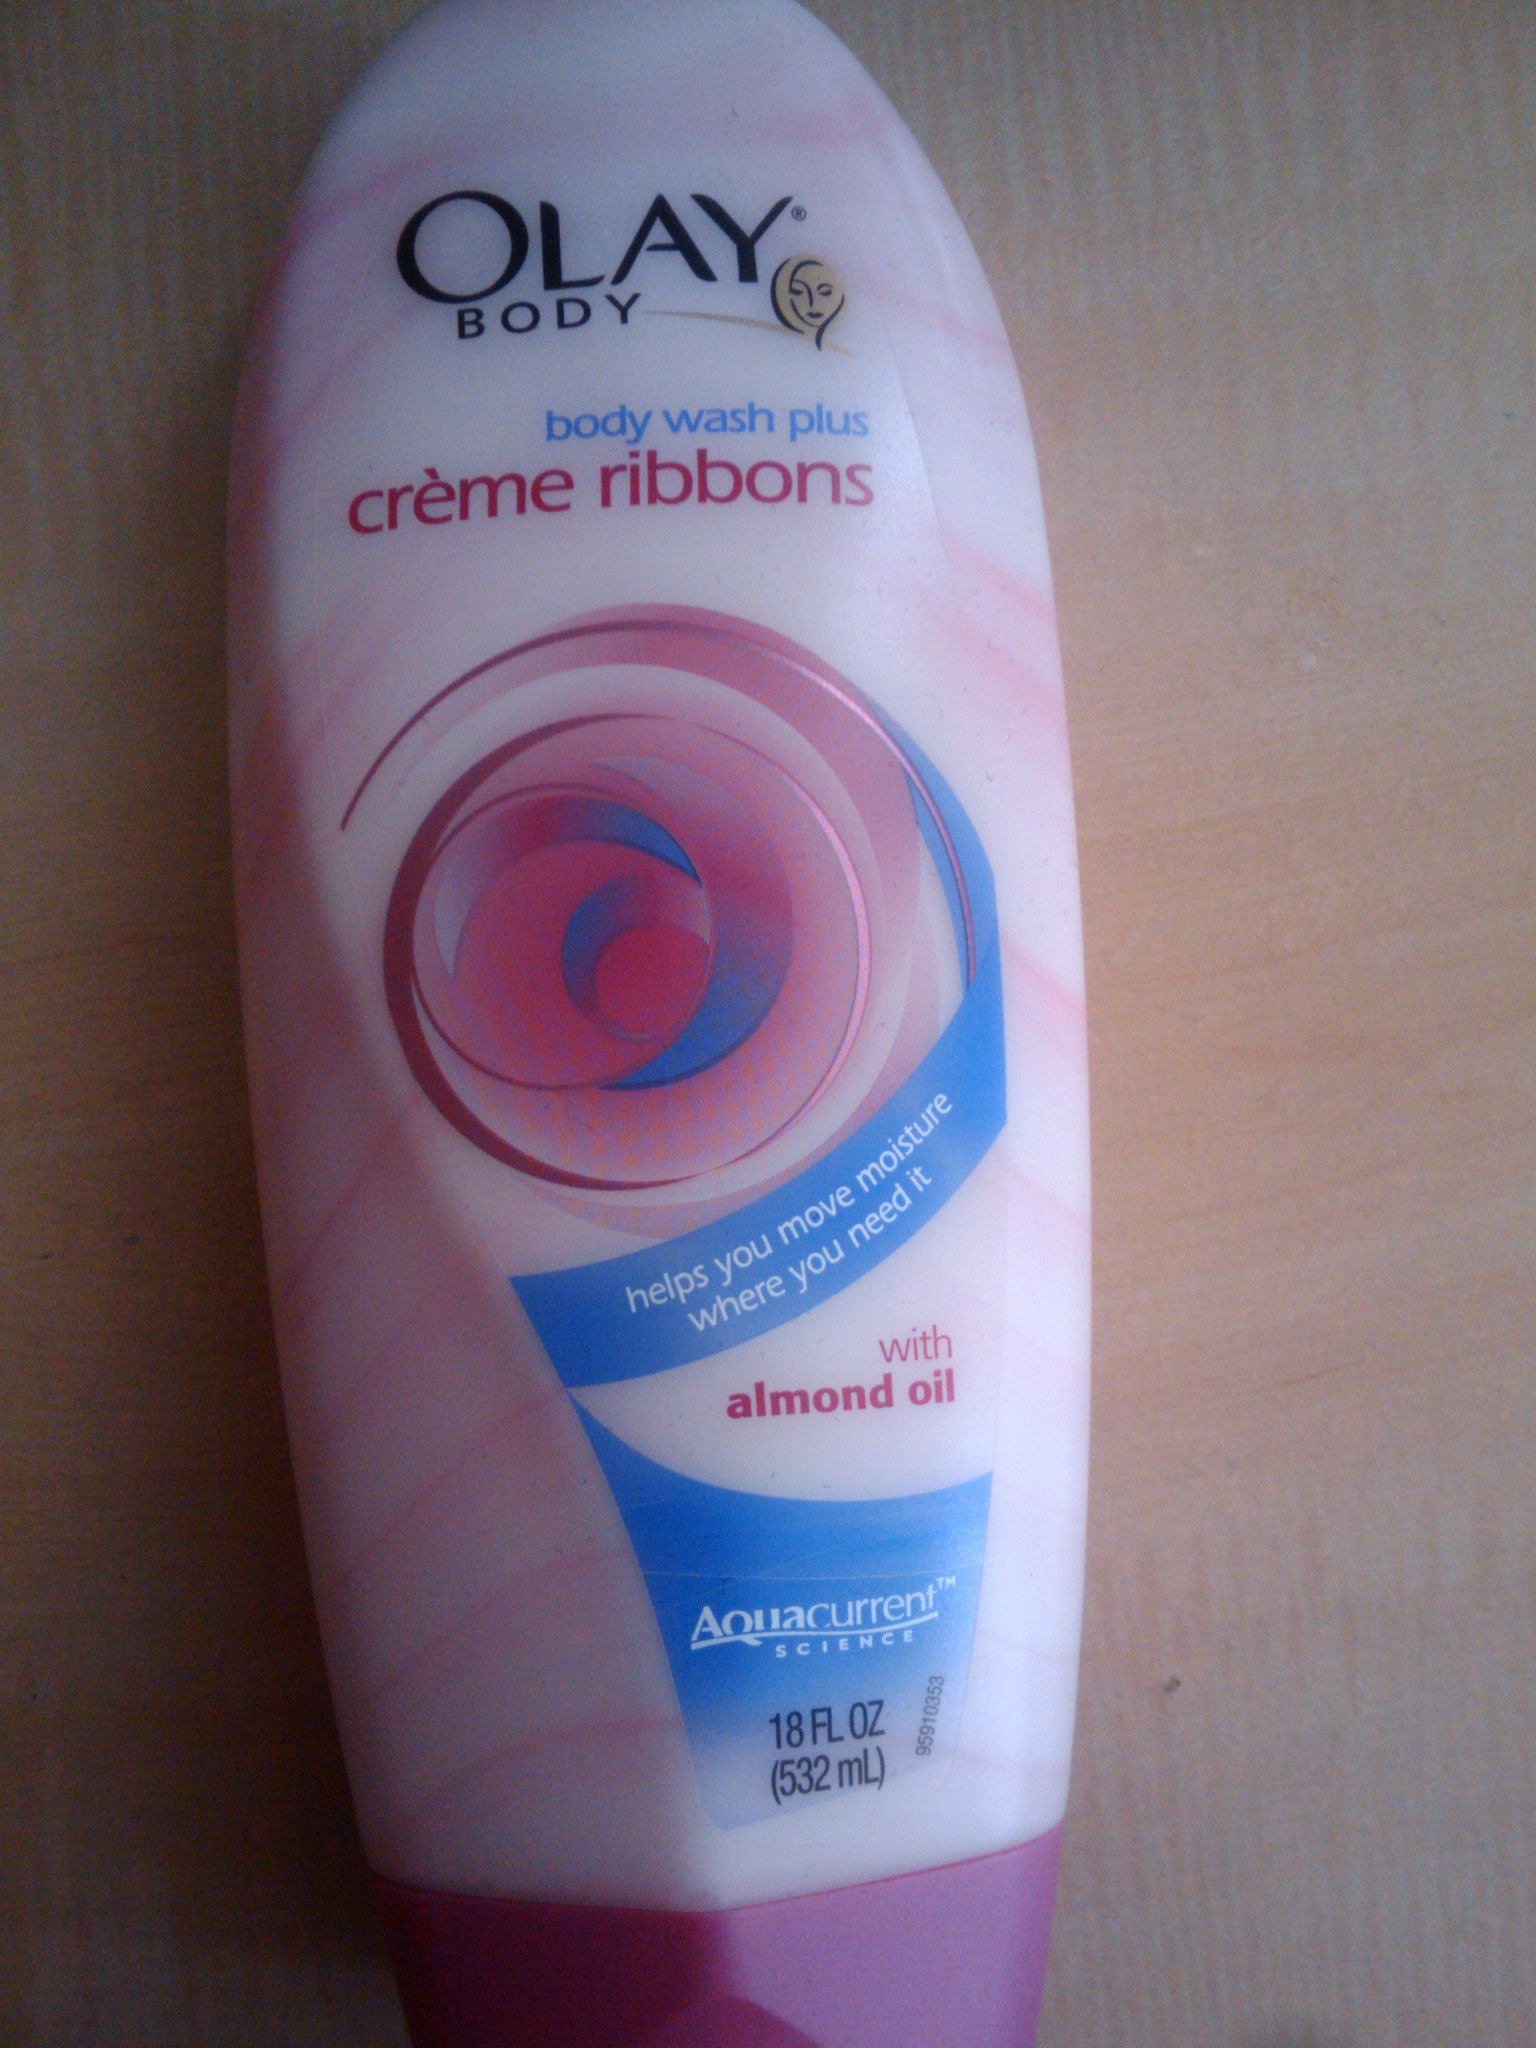 OLAY®
BODY
body wash plus
crème ribbons
helps you move moisture
where you need it
with
almond oil
Aquacurrent™
SCIENCE
18 FL OZ
(532 mL)
95910353